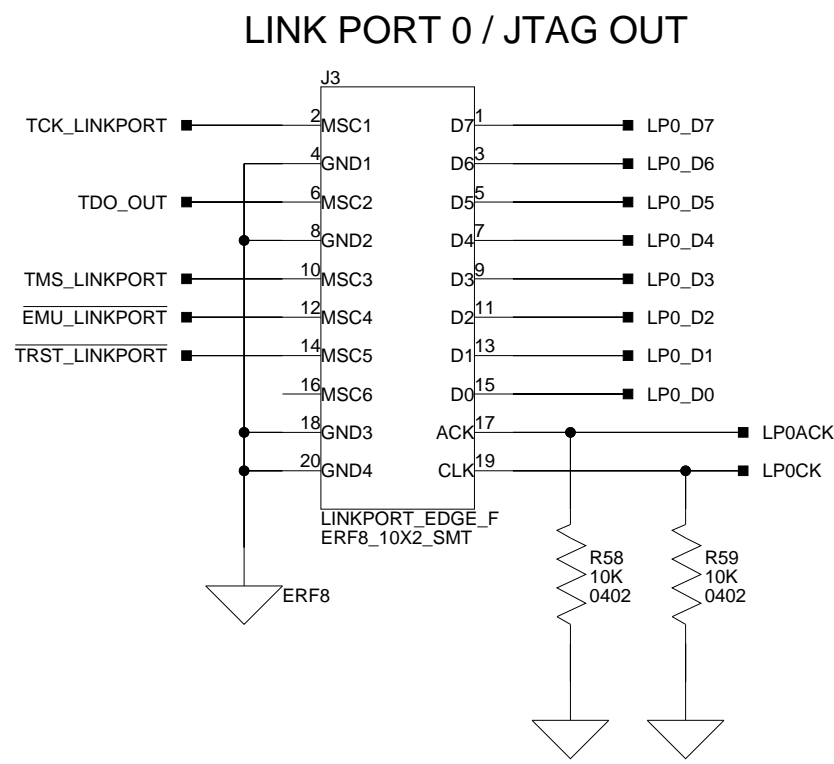 LINK PORT 0 / JTAG OUT
J3
TCK_LINKPORT 2 MSC1 D7 1 LP0_D7
4 GND1 D6 3 LP0_D6
TDO_OUT 6 MSC2 D5 5 LP0_D5
8 GND2 D4 7 LP0_D4
TMS_LINKPORT 10 MSC3 D3 9 LP0_D3
EMU_LINKPORT 12 MSC4 D2 11 LP0_D2
TRST_LINKPORT 14 MSC5 D1 13 LP0_D1
16 MSC6 D0 15 LP0_D0
18 GND3 ACK 17 LP0ACK
20 GND4 CLK 19 LP0CK
LINKPORT_EDGE_F
ERF8_10X2_SMT
ERF8
R58
10K
0402
R59
10K
0402